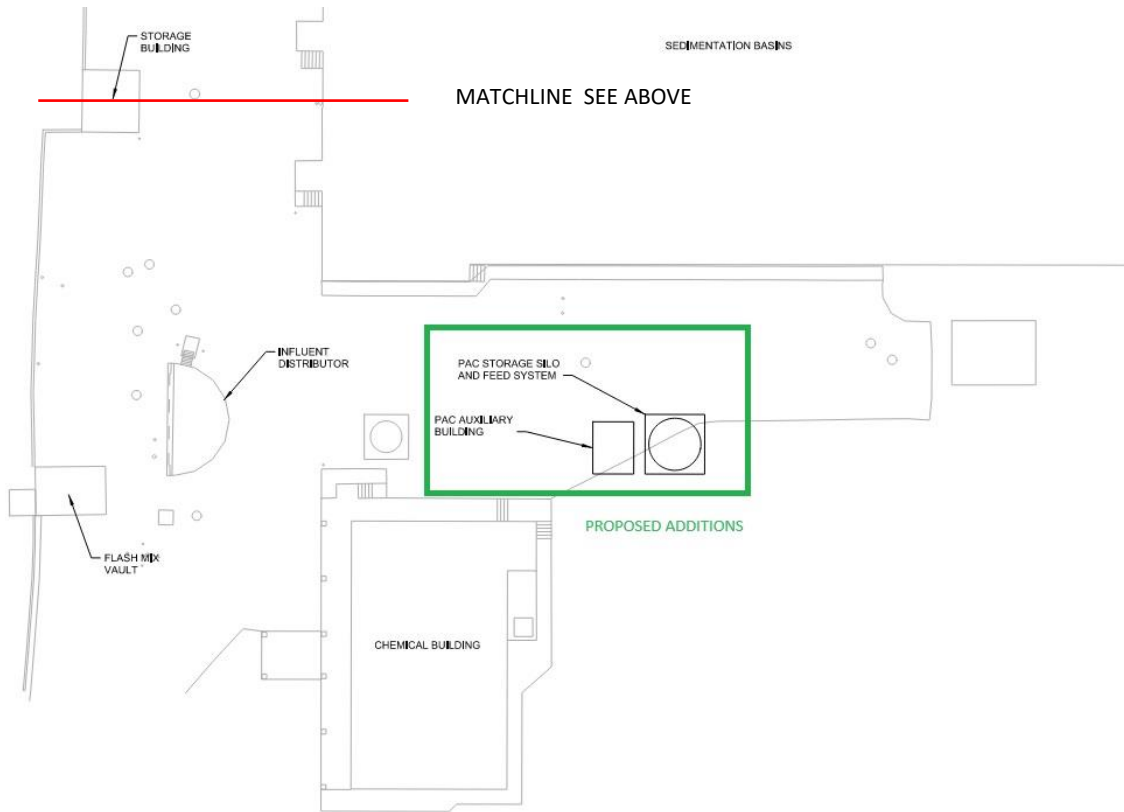 STORAGE
BUILDING
SEDIMENTATION BASINS
MATCHLINE SEE ABOVE
INFLUENT
DISTRIBUTOR
PAC STORAGE SILO
AND FEED SYSTEM
PAC AUXILIARY
BUILDING
PROPOSED ADDITIONS
FLASH MIX
VAULT
CHEMICAL BUILDING